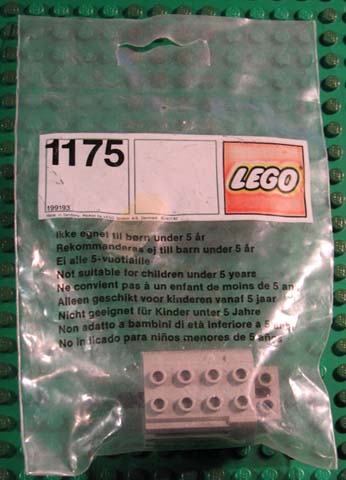 1175
LEGO
199193
Ikke egnet til børn under 5 år
Rekommanderas ej till barn under 5 år
Ei alle 5-vuotiaille
Not suitable for children under 5 years
Ne convient pas à un enfant de moins de 5 an
Alleen geschikt voor kinderen vanaf 5 jaar
Nicht geeignet für Kinder unter 5 Jahre
Non adatto a bambini di età inferiore a 5 an
No indicado para niños menores de 5 años